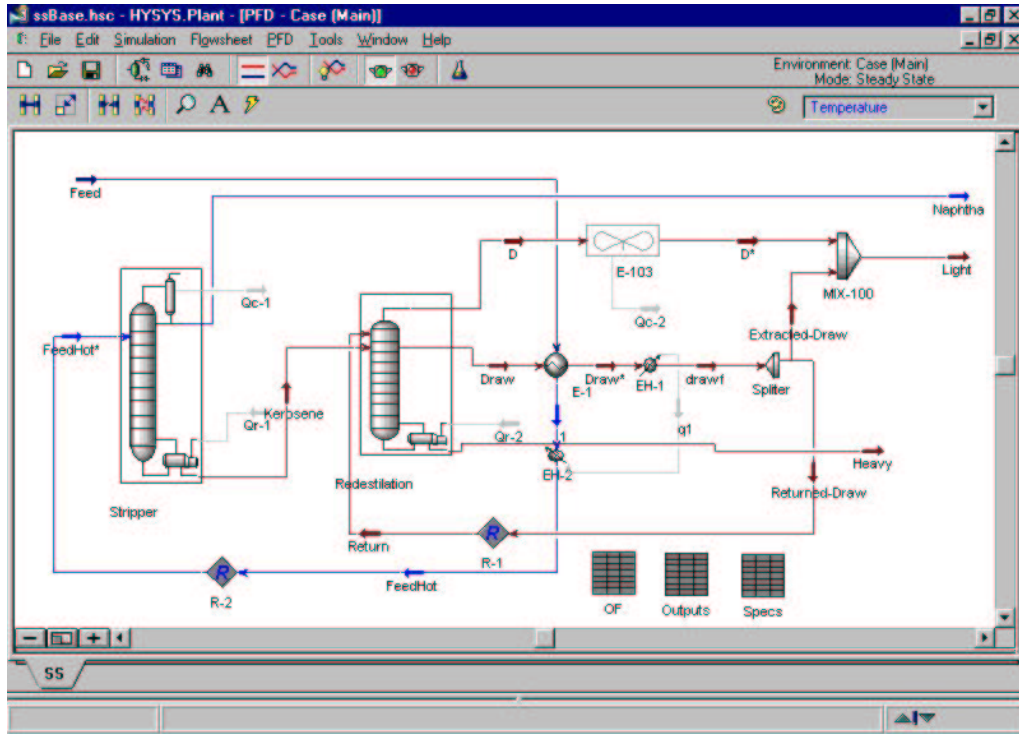 ssBase.hsc - HYSYS.Plant - [PFD - Case (Main)]
File Edit Simulation Flowsheet PFD Tools Window Help
Environment: Case (Main)
Mode: Steady State
A
Temperature
Feed
Naphtha
D
E-103
D*
MIX-100
Light
Qc-1
Qc-2
FeedHot*
Extracted-Draw
Draw
E-1
Draw*
EH-1
draw1
Spliter
Kerosene
Qr-1
Qr-2
1
q1
EH-2
Heavy
Redestilation
Returned-Draw
Stripper
Return
R
R-1
R
R-2
FeedHot
OF
Outputs
Specs
SS